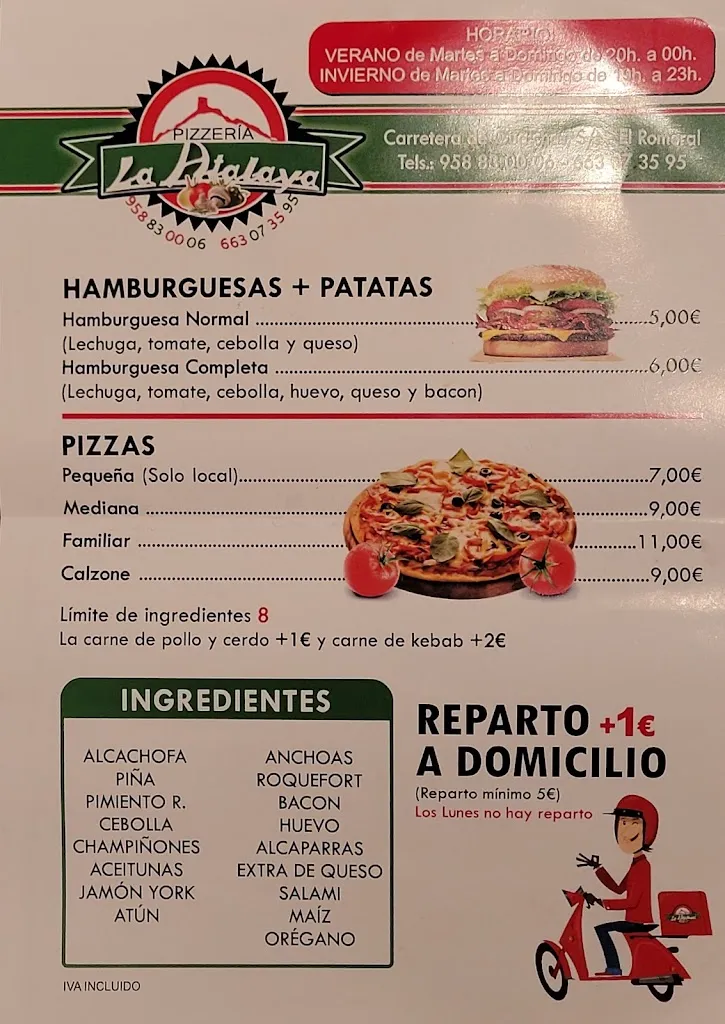 HORARIO
VERANO de Martes a Domingo de 20h. a 00h.
INVIERNO de Martes a Domingo de h. a 23h.
PIZZERÍA
La Atalaya
958 83 00 06 663 07 35 95
Carretera de El Romeral
Tels.: 958 83 00 06 - 663 07 35 95
HAMBURGUESAS + PATATAS
Hamburguesa Normal ..... 5,00€
(Lechuga, tomate, cebolla y queso)
Hamburguesa Completa ..... 6,00€
(Lechuga, tomate, cebolla, huevo, queso y bacon)
PIZZAS
Pequeña (Solo local) ..... 7,00€
Mediana ..... 9,00€
Familiar ..... 11,00€
Calzone ..... 9,00€
Límite de ingredientes 8
La carne de pollo y cerdo +1€ y carne de kebab +2€
INGREDIENTES
ALCACHOFA
PIÑA
PIMIENTO R.
CEBOLLA
CHAMPIÑONES
ACEITUNAS
JAMÓN YORK
ATÚN
ANCHOAS
ROQUEFORT
BACON
HUEVO
ALCAPARRAS
EXTRA DE QUESO
SALAMI
MAÍZ
ORÉGANO
REPARTO +1€
A DOMICILIO
(Reparto mínimo 5€)
Los Lunes no hay reparto
La Atalaya
IVA INCLUIDO